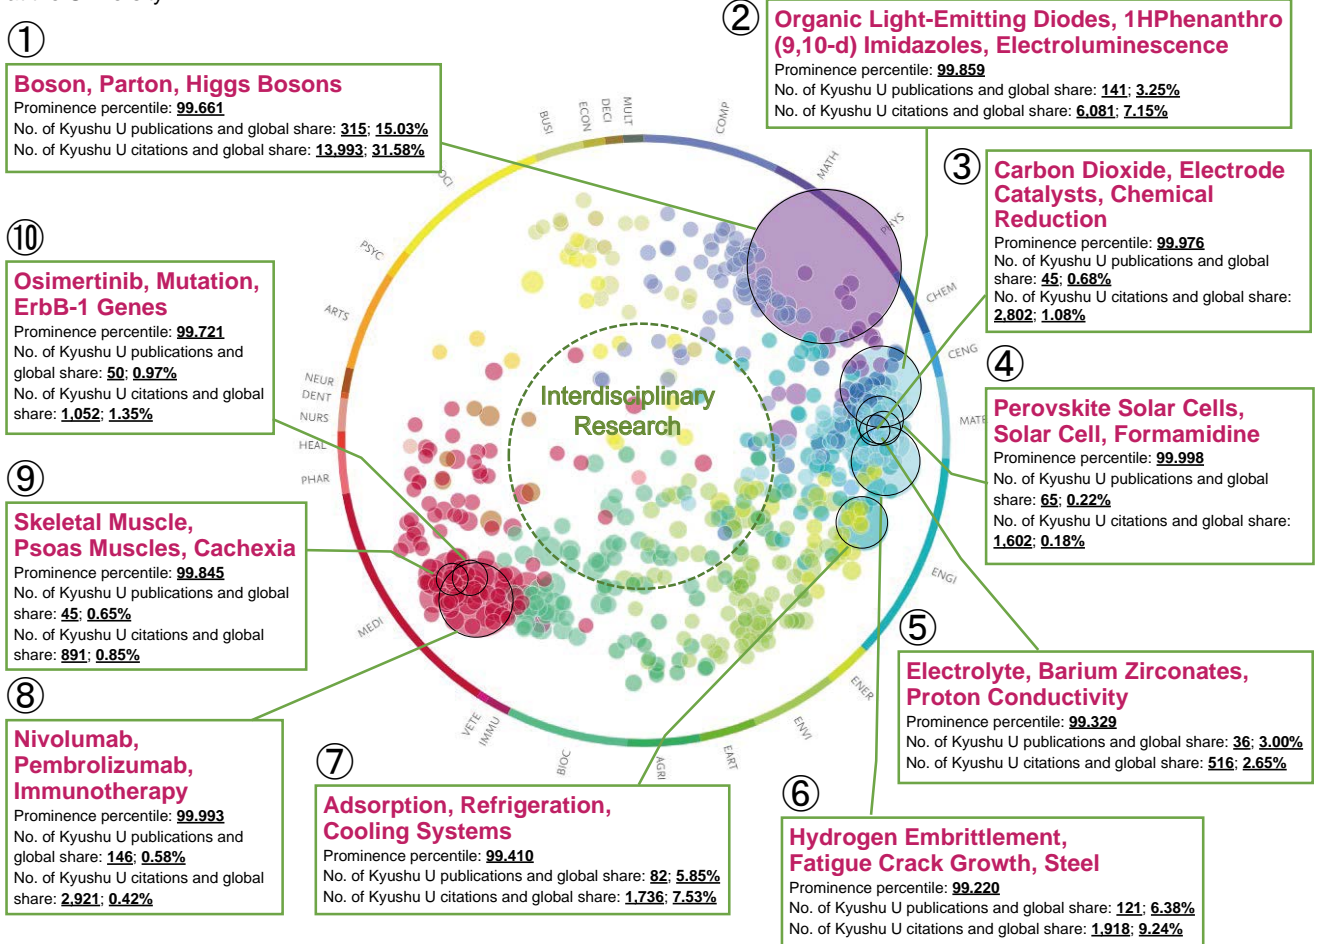 ①
Boson, Parton, Higgs Bosons
Prominence percentile: 99.661
No. of Kyushu U publications and global share: 315; 15.03%
No. of Kyushu U citations and global share: 13,993; 31.58%
②
Organic Light-Emitting Diodes, 1HPhenanthro
(9,10-d) Imidazoles, Electroluminescence
Prominence percentile: 99.859
No. of Kyushu U publications and global share: 141; 3.25%
No. of Kyushu U citations and global share: 6,081; 7.15%
③
Carbon Dioxide, Electrode
Catalysts, Chemical
Reduction
Prominence percentile: 99.976
No. of Kyushu U publications and global
share: 45; 0.68%
No. of Kyushu U citations and global share:
2,802; 1.08%
④
Perovskite Solar Cells,
Solar Cell, Formamidine
Prominence percentile: 99.998
No. of Kyushu U publications and global
share: 65; 0.22%
No. of Kyushu U citations and global share:
1,602; 0.18%
⑤
Electrolyte, Barium Zirconates,
Proton Conductivity
Prominence percentile: 99.329
No. of Kyushu U publications and global share: 36; 3.00%
No. of Kyushu U citations and global share: 516; 2.65%
⑥
Hydrogen Embrittlement,
Fatigue Crack Growth, Steel
Prominence percentile: 99.220
No. of Kyushu U publications and global share: 121; 6.38%
No. of Kyushu U citations and global share: 1,918; 9.24%
⑦
Adsorption, Refrigeration,
Cooling Systems
Prominence percentile: 99.410
No. of Kyushu U publications and global share: 82; 5.85%
No. of Kyushu U citations and global share: 1,736; 7.53%
⑧
Nivolumab,
Pembrolizumab,
Immunotherapy
Prominence percentile: 99.993
No. of Kyushu U publications and
global share: 146; 0.58%
No. of Kyushu U citations and global
share: 2,921; 0.42%
⑨
Skeletal Muscle,
Psoas Muscles, Cachexia
Prominence percentile: 99.845
No. of Kyushu U publications and global
share: 45; 0.65%
No. of Kyushu U citations and global
share: 891; 0.85%
⑩
Osimertinib, Mutation,
ErbB-1 Genes
Prominence percentile: 99.721
No. of Kyushu U publications and
global share: 50; 0.97%
No. of Kyushu U citations and global
share: 1,052; 1.35%
Interdisciplinary
Research
MULT
COMP
MATH
PHYS
CHEM
CENG
MATE
ENGI
ENER
ENVI
EART
AGRI
BIOC
IMMU
VETE
MEDI
PHAR
HEAL
NURS
DENT
NEUR
ARTS
PSYC
OCI
BUSI
ECON
DECI